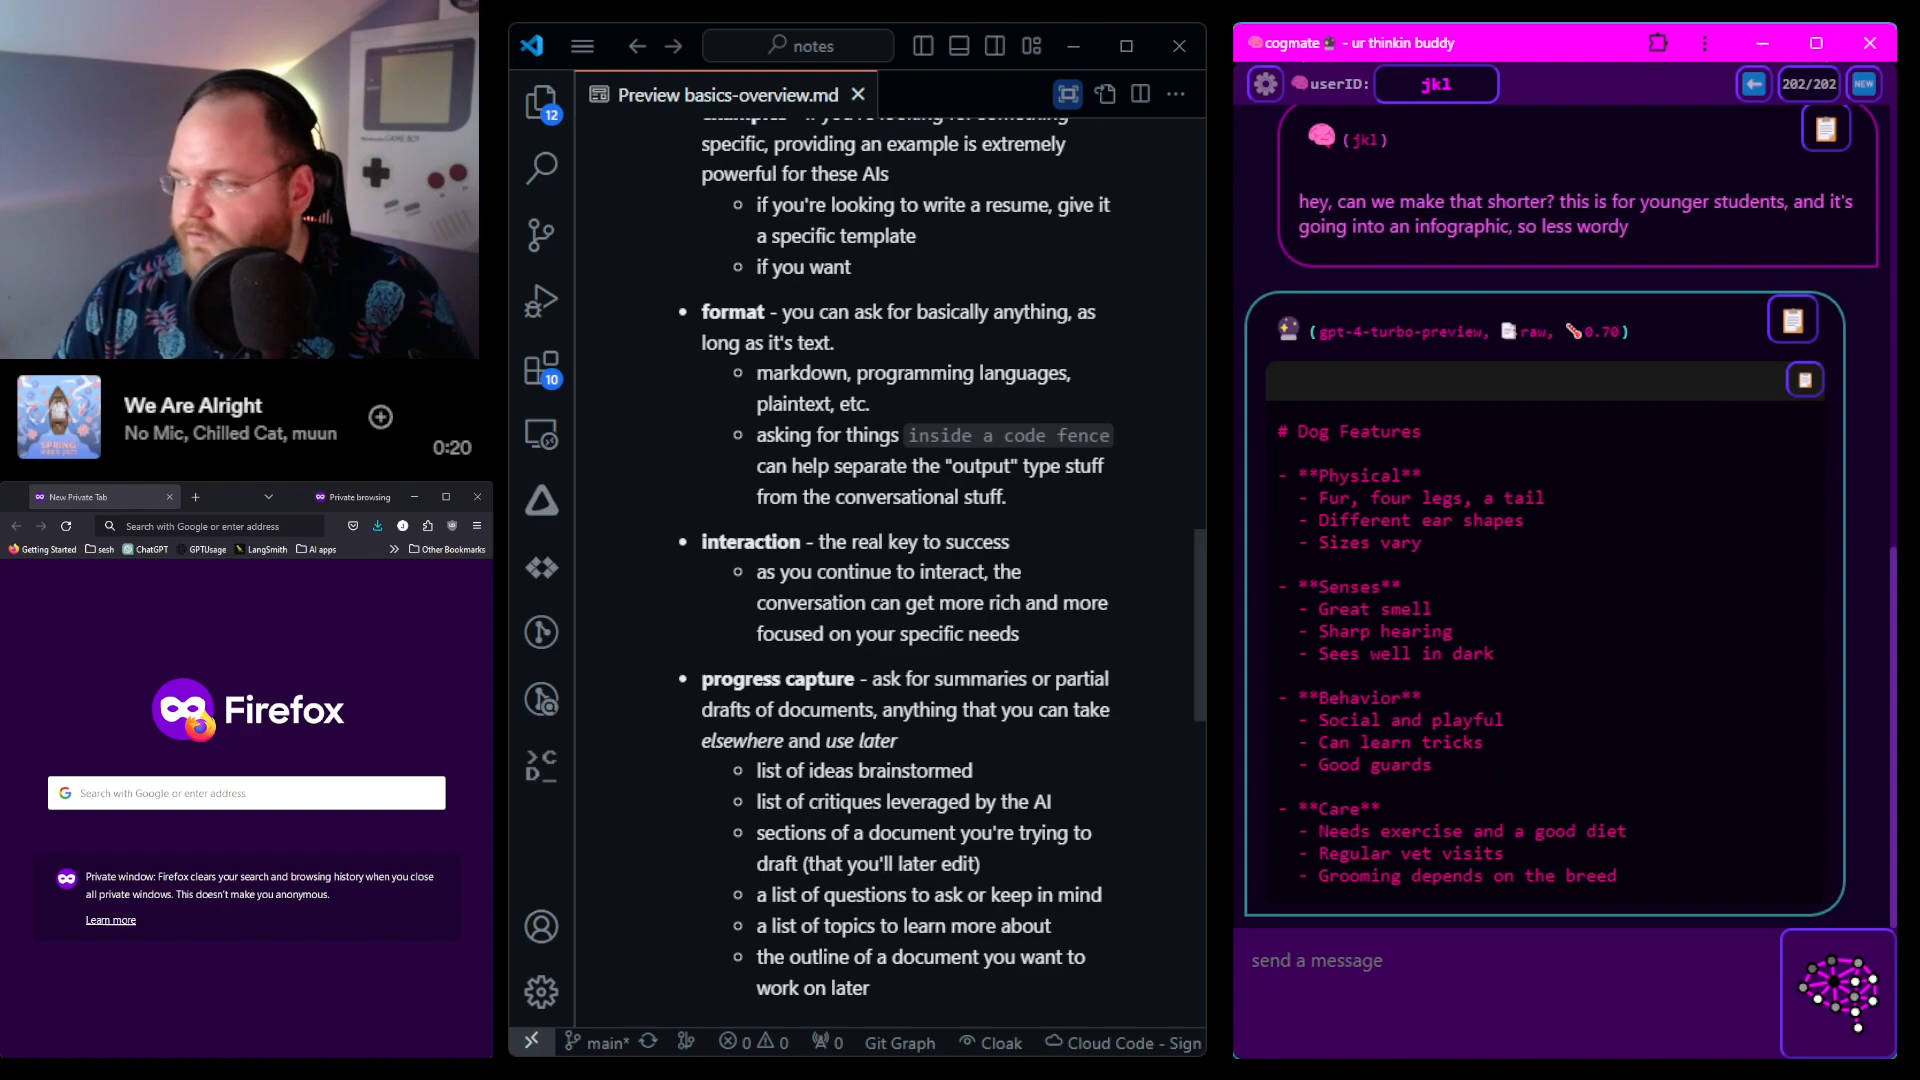 We Are Alright
No Mic, Chilled Cat, muun
0:20
SPRING
New Private Tab
Private browsing
Search with Google or enter address
Getting Started
sesh
ChatGPT
GPTUsage
LangSmith
AI apps
Other Bookmarks
Firefox
Search with Google or enter address
Private window: Firefox clears your search and browsing history when you close
all private windows. This doesn't make you anonymous.
Learn more
notes
Preview basics-overview.md
12
10
specific, providing an example is extremely
powerful for these AIs
if you're looking to write a resume, give it
a specific template
if you want
format - you can ask for basically anything, as
long as it's text.
markdown, programming languages,
plaintext, etc.
asking for things inside a code fence
can help separate the "output" type stuff
from the conversational stuff.
interaction - the real key to success
as you continue to interact, the
conversation can get more rich and more
focused on your specific needs
progress capture - ask for summaries or partial
drafts of documents, anything that you can take
elsewhere and use later
list of ideas brainstormed
list of critiques leveraged by the AI
sections of a document you're trying to
draft (that you'll later edit)
a list of questions to ask or keep in mind
a list of topics to learn more about
the outline of a document you want to
work on later
main*
0
0
0
Git Graph
Cloak
Cloud Code - Sign
cogmate - ur thinkin buddy
userID:
jkl
202/202
NEW
(jkl)
hey, can we make that shorter? this is for younger students, and it's
going into an infographic, so less wordy
(gpt-4-turbo-preview, raw, 0.70)
# Dog Features
- **Physical**
- Fur, four legs, a tail
- Different ear shapes
- Sizes vary
- **Senses**
- Great smell
- Sharp hearing
- Sees well in dark
- **Behavior**
- Social and playful
- Can learn tricks
- Good guards
- **Care**
- Needs exercise and a good diet
- Regular vet visits
- Grooming depends on the breed
send a message